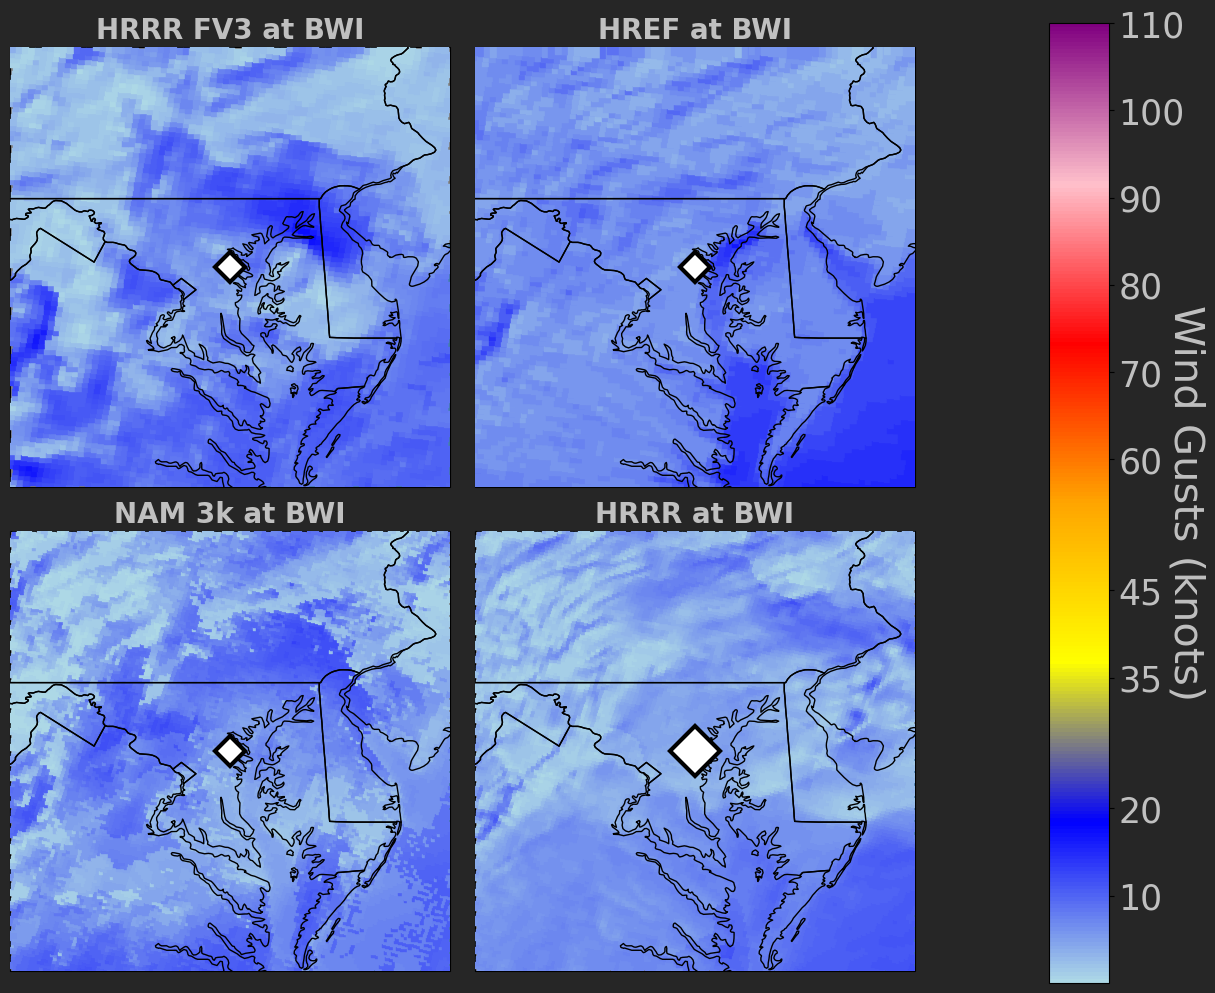 HRRR FV3 at BWI
HREF at BWI
NAM 3k at BWI
HRRR at BWI
110
100
90
80
70
60
45
35
20
10
Wind Gusts (knots)